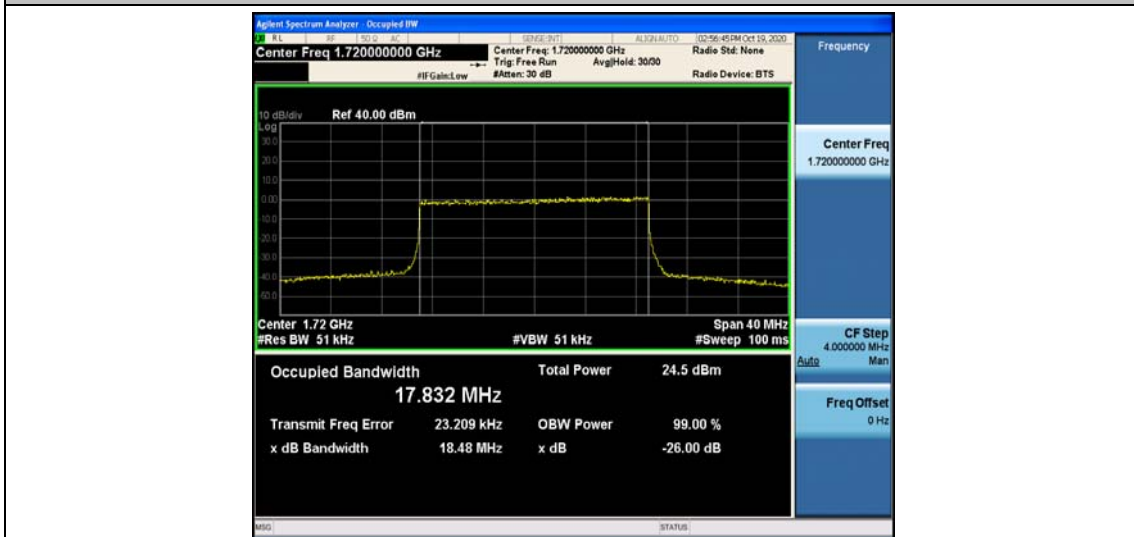 Agilent Spectrum Analyzer - Occupied BW
RL RF 50 Ω AC SENSE:INT ALIGN AUTO 02:56:45 PM Oct 19, 2020
Center Freq 1.720000000 GHz Center Freq: 1.720000000 GHz Radio Std: None Frequency
Trig: Free Run Avg|Hold: 30/30
#IFGain:Low #Atten: 30 dB Radio Device: BTS
10 dB/div Ref 40.00 dBm
Log
30.0
20.0
10.0
0.00
-10.0
-20.0
-30.0
-40.0
-50.0
Center Freq
1.720000000 GHz
Center 1.72 GHz Span 40 MHz
#Res BW 51 kHz #VBW 51 kHz #Sweep 100 ms
CF Step
4.000000 MHz
Auto Man
Occupied Bandwidth Total Power 24.5 dBm
17.832 MHz
Transmit Freq Error 23.209 kHz OBW Power 99.00 %
x dB Bandwidth 18.48 MHz x dB -26.00 dB
Freq Offset
0 Hz
MSG STATUS